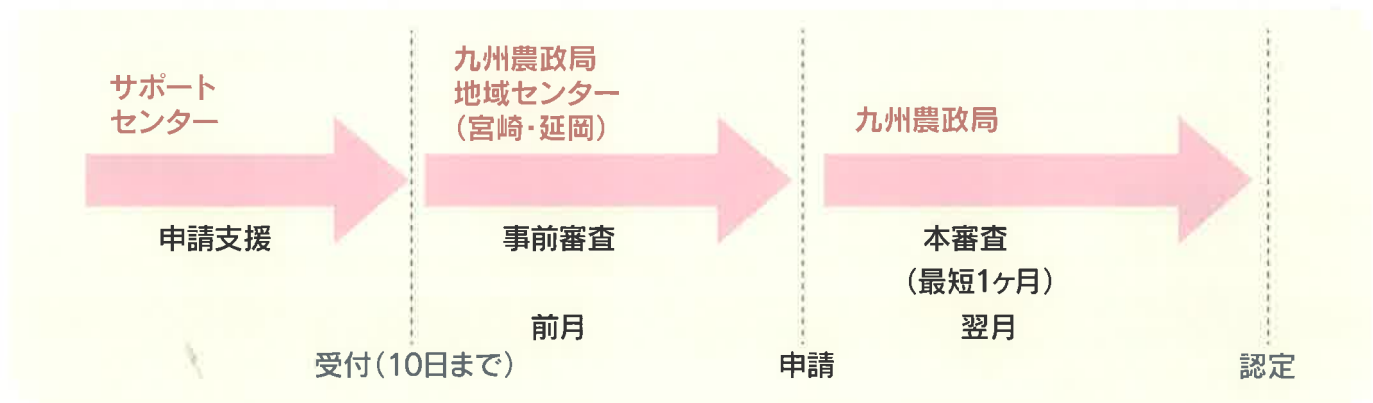 サポート
センター
申請支援
受付(10日まで)
九州農政局
地域センター
(宮崎・延岡)
事前審査
前月
申請
九州農政局
本審査
(最短1ヶ月)
翌月
認定